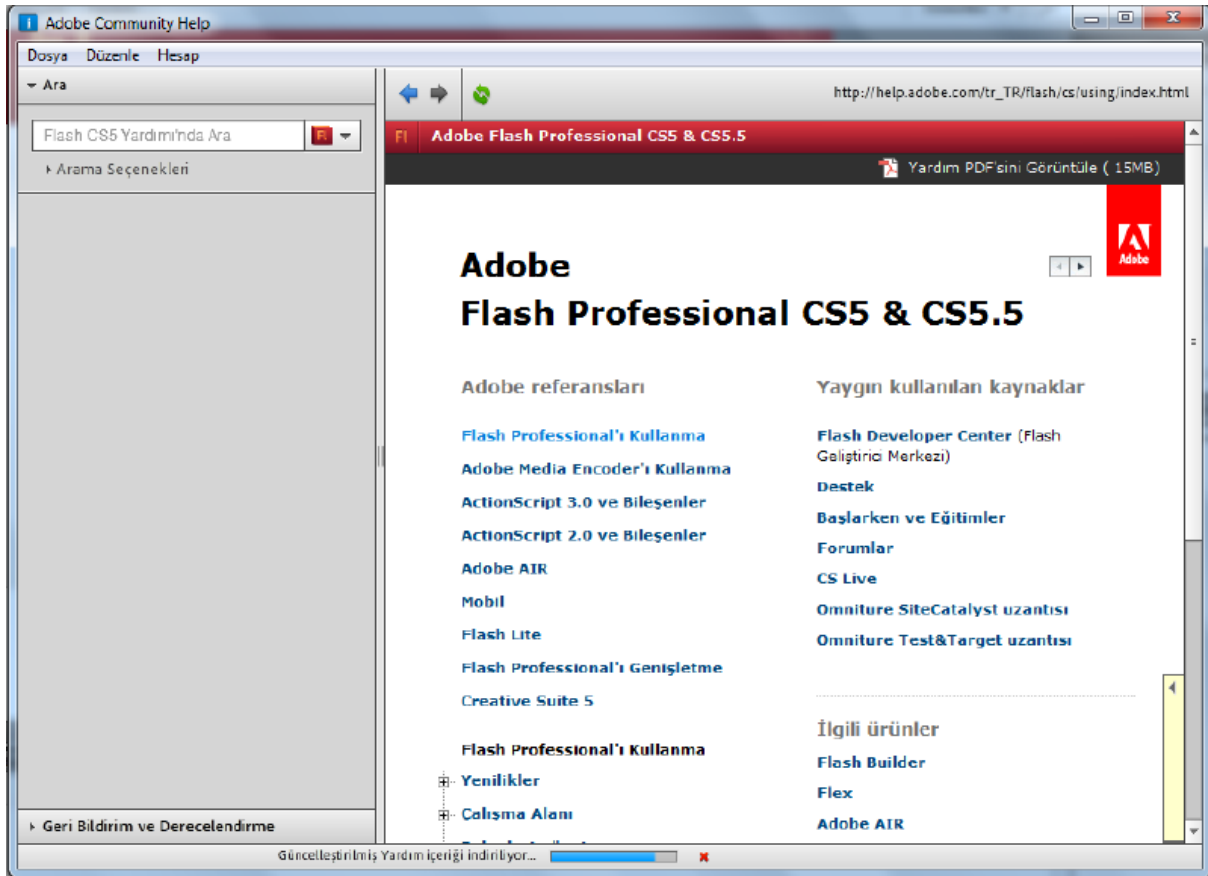 Adobe Community Help
Dosya Düzenle Hesap
Ara
http://help.adobe.com/tr_TR/flash/cs/using/index.html
Flash CS5 Yardımı'nda Ara
Arama Seçenekleri
Fl Adobe Flash Professional CS5 & CS5.5
Yardım PDF'sini Görüntüle ( 15MB)
Adobe
Adobe
Flash Professional CS5 & CS5.5
Adobe referansları
Flash Professional'ı Kullanma
Adobe Media Encoder'ı Kullanma
ActionScript 3.0 ve Bileşenler
ActionScript 2.0 ve Bileşenler
Adobe AIR
Mobil
Flash Lite
Flash Professional'ı Genişletme
Creative Suite 5
Flash Professional'ı Kullanma
Yenilikler
Çalışma Alanı
Yaygın kullanılan kaynaklar
Flash Developer Center (Flash
Geliştirici Merkezi)
Destek
Başlarken ve Eğitimler
Forumlar
CS Live
Omniture SiteCatalyst uzantısı
Omniture Test&Target uzantısı
İlgili ürünler
Flash Builder
Flex
Adobe AIR
Geri Bildirim ve Derecelendirme
Güncelleştirilmiş Yardım içeriği indiriliyor...